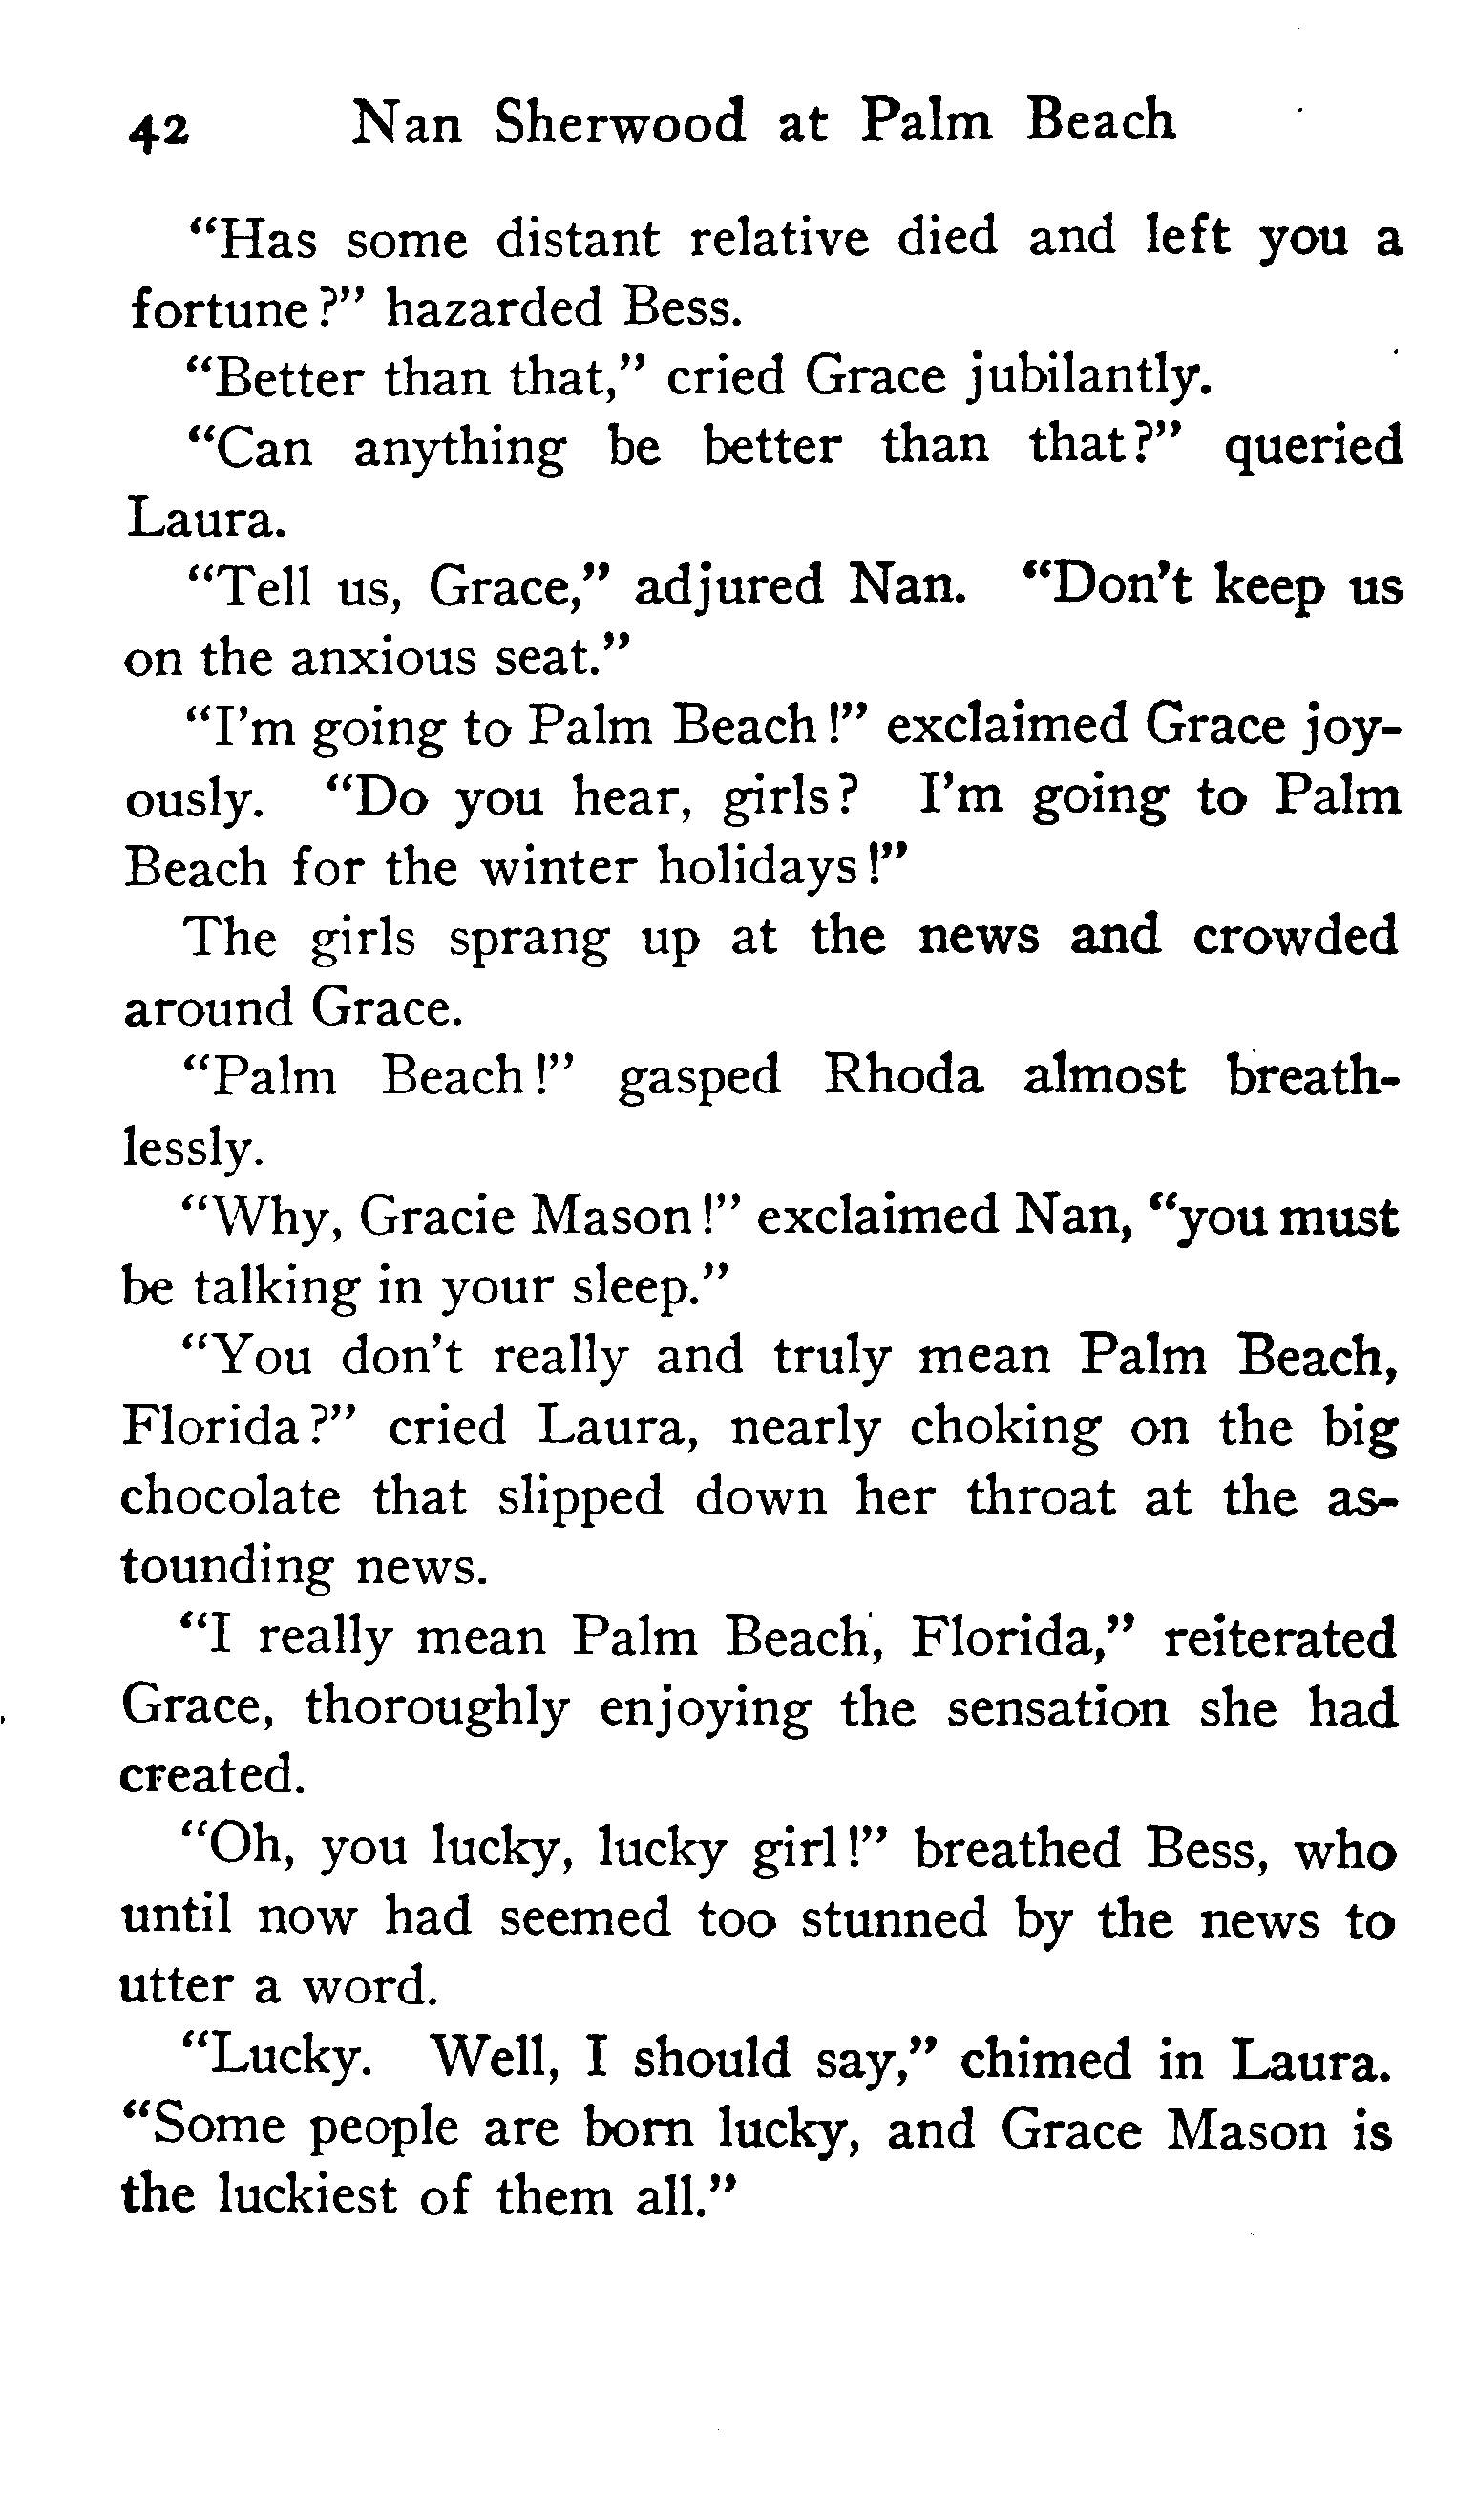 42 Nan Sherwood at Palm Beach
“Has some distant relative died and left you a
fortune?” hazarded Bess.
“Better than that,” cried Grace jubilantly.
“Can anything be better than that?” queried
Laura.
“Tell us, Grace,” adjured Nan. “Don’t keep us
on the anxious seat.”
“I’m going to Palm Beach!” exclaimed Grace joy-
ously. “Do you hear, girls? I’m going to Palm
Beach for the winter holidays!”
The girls sprang up at the news and crowded
around Grace.
“Palm Beach!” gasped Rhoda almost breath-
lessly.
“Why, Gracie Mason!” exclaimed Nan, “you must
be talking in your sleep.”
“You don’t really and truly mean Palm Beach,
Florida?” cried Laura, nearly choking on the big
chocolate that slipped down her throat at the as-
tounding news.
“I really mean Palm Beach, Florida,” reiterated
Grace, thoroughly enjoying the sensation she had
created.
“Oh, you lucky, lucky girl!” breathed Bess, who
until now had seemed too stunned by the news to
utter a word.
“Lucky. Well, I should say,” chimed in Laura.
“Some people are born lucky, and Grace Mason is
the luckiest of them all.”